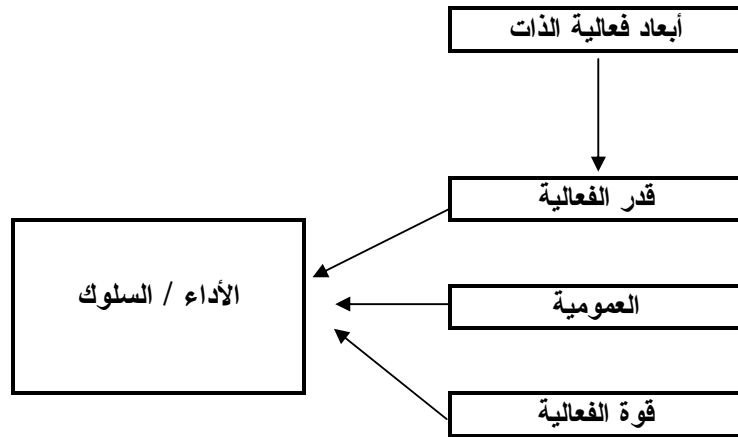 أبعاد فعالية الذات
قدر الفعالية
الأداء / السلوك
العمومية
قوة الفعالية